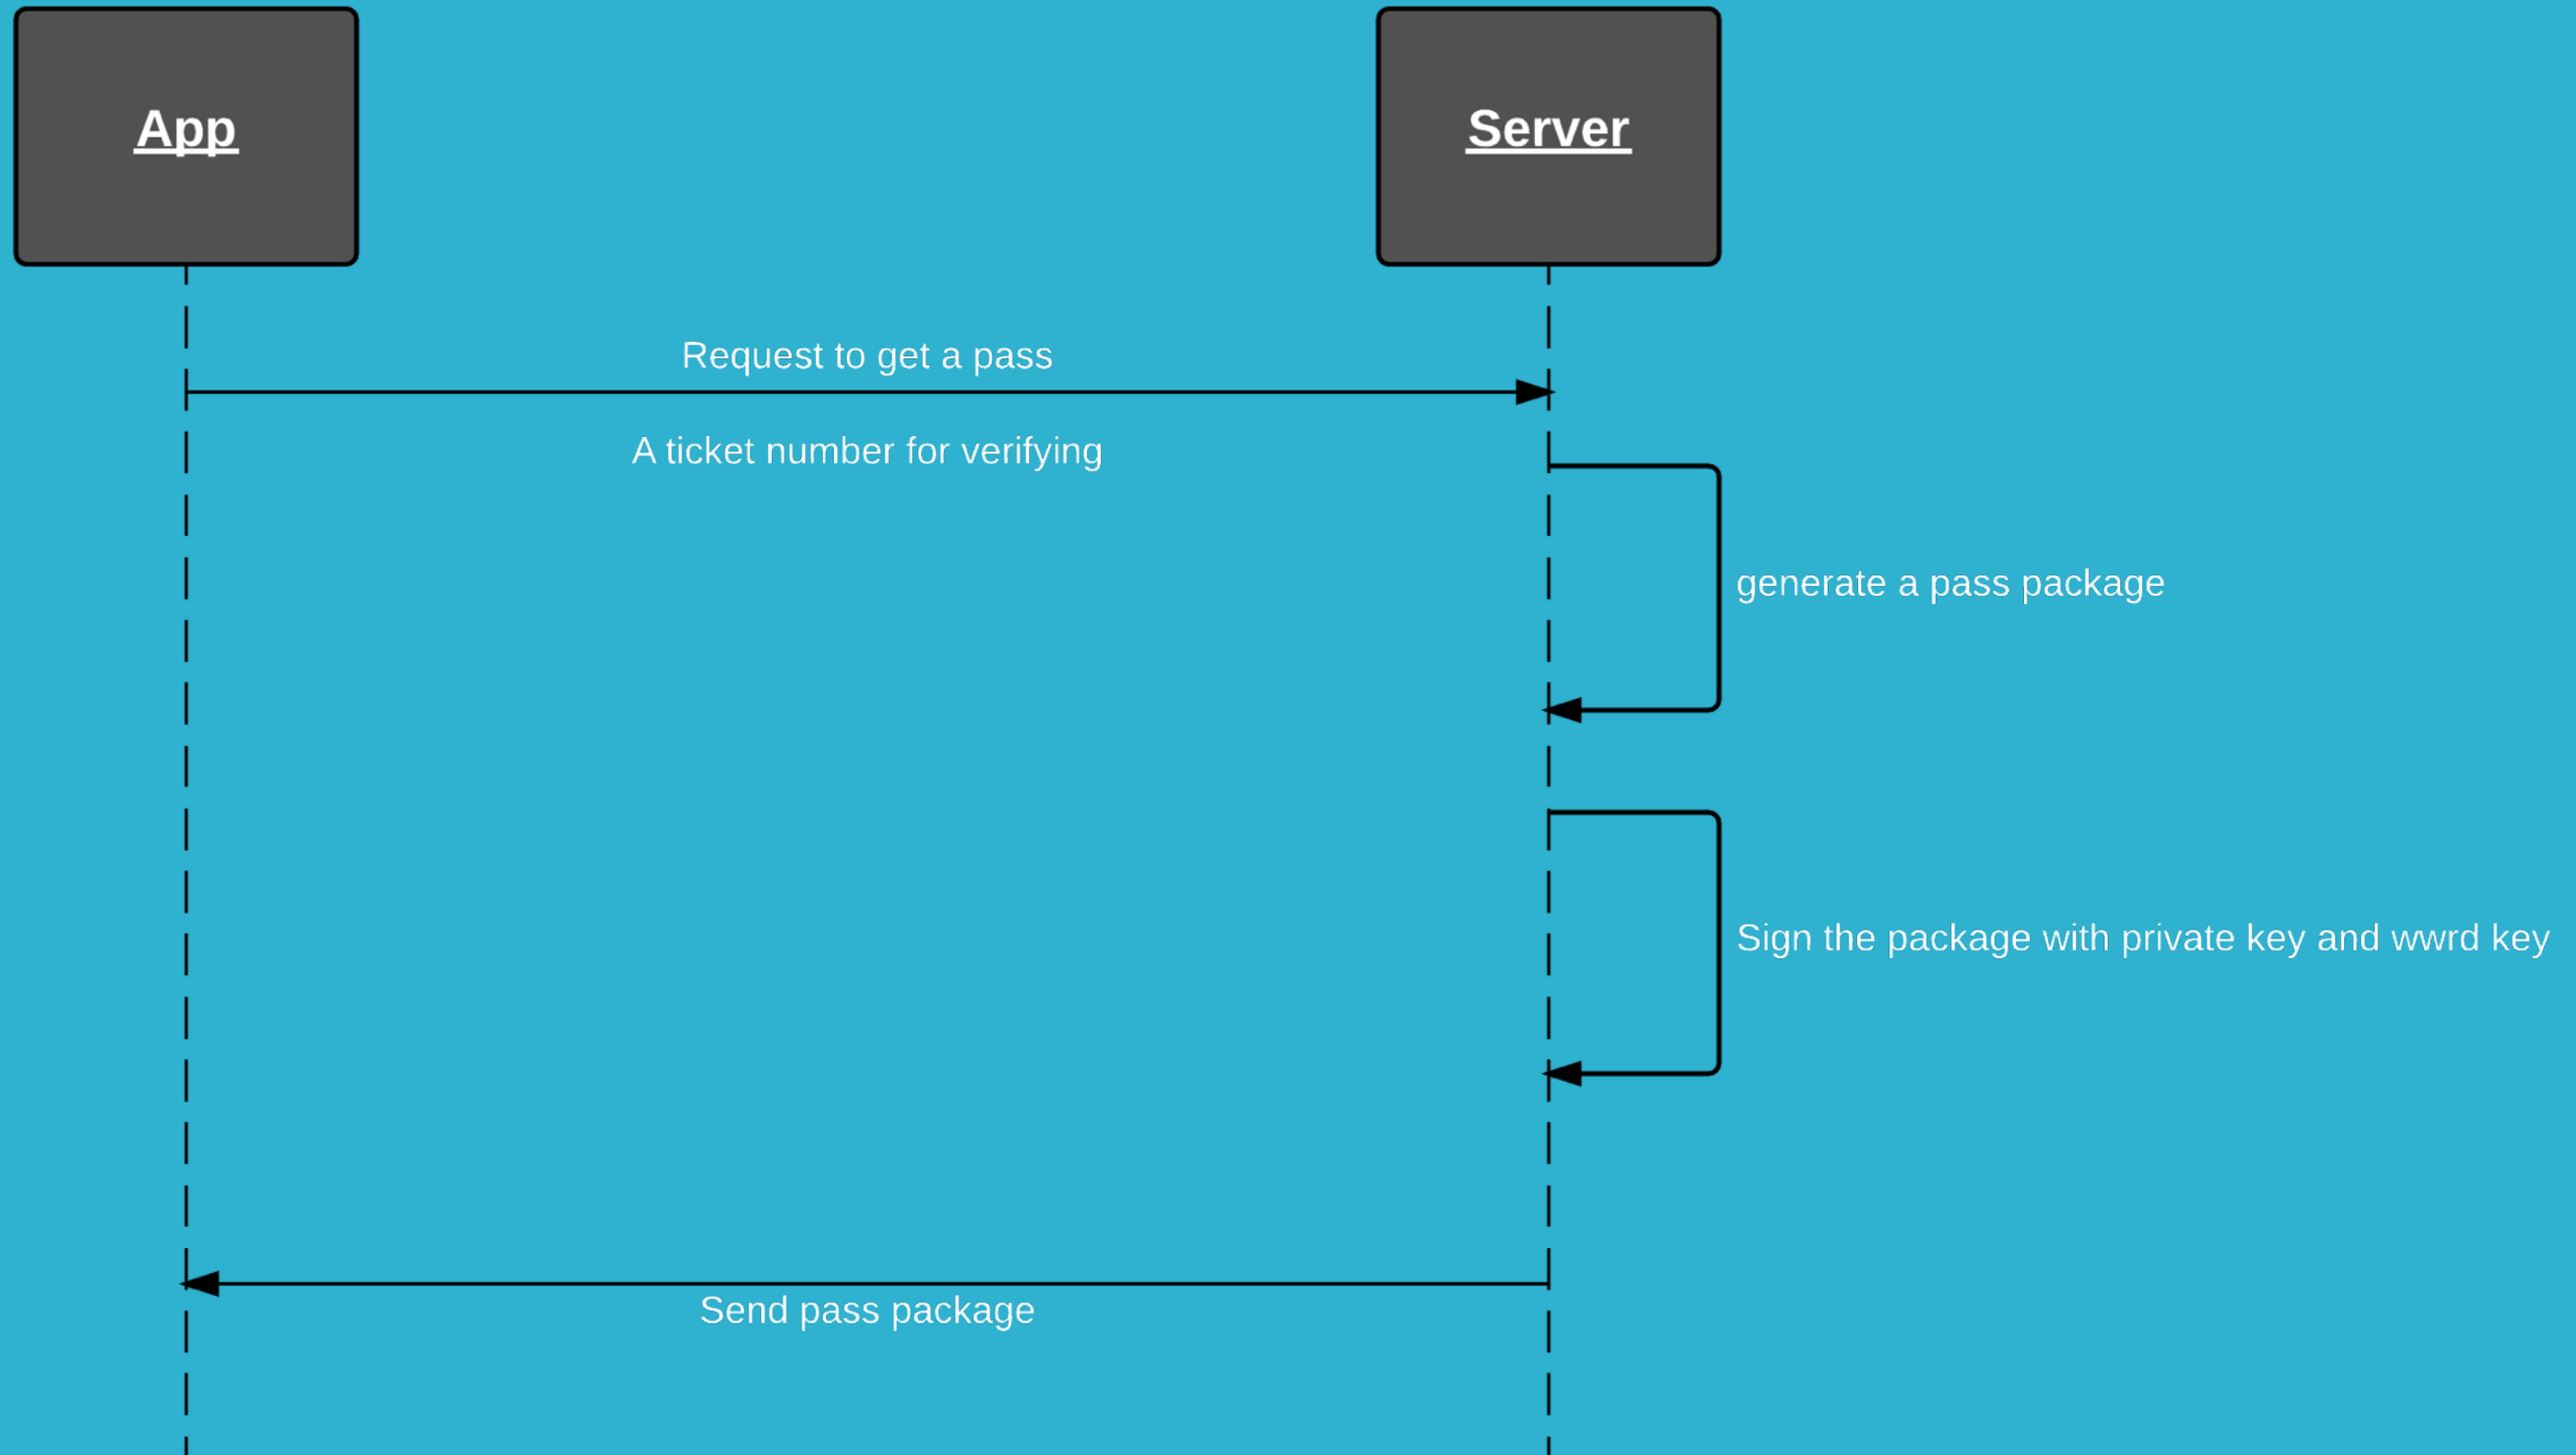 App
Server
Request to get a pass
A ticket number for verifying
generate a pass package
Sign the package with private key and wwrd key
Send pass package